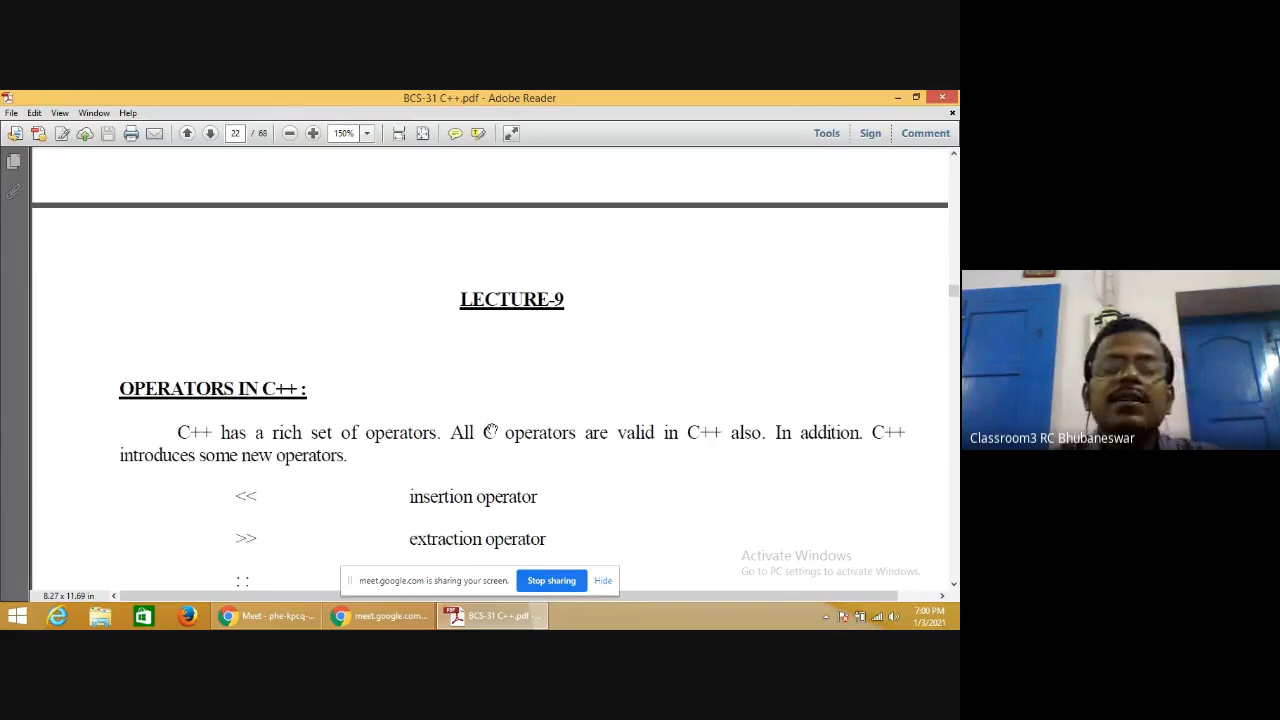 BCS-31 C++.pdf - Adobe Reader
File Edit View Window Help
22 / 68 150% Tools Sign Comment
LECTURE-9
OPERATORS IN C++ :
C++ has a rich set of operators. All C operators are valid in C++ also. In addition. C++
introduces some new operators.
<< insertion operator
>> extraction operator
: :
Activate Windows
Go to PC settings to activate Windows.
meet.google.com is sharing your screen. Stop sharing Hide
8.27 x 11.69 in
Meet - phe-kpcq-... meet.google.com... BCS-31 C++.pdf -...
7:00 PM
1/3/2021
Classroom3 RC Bhubaneswar